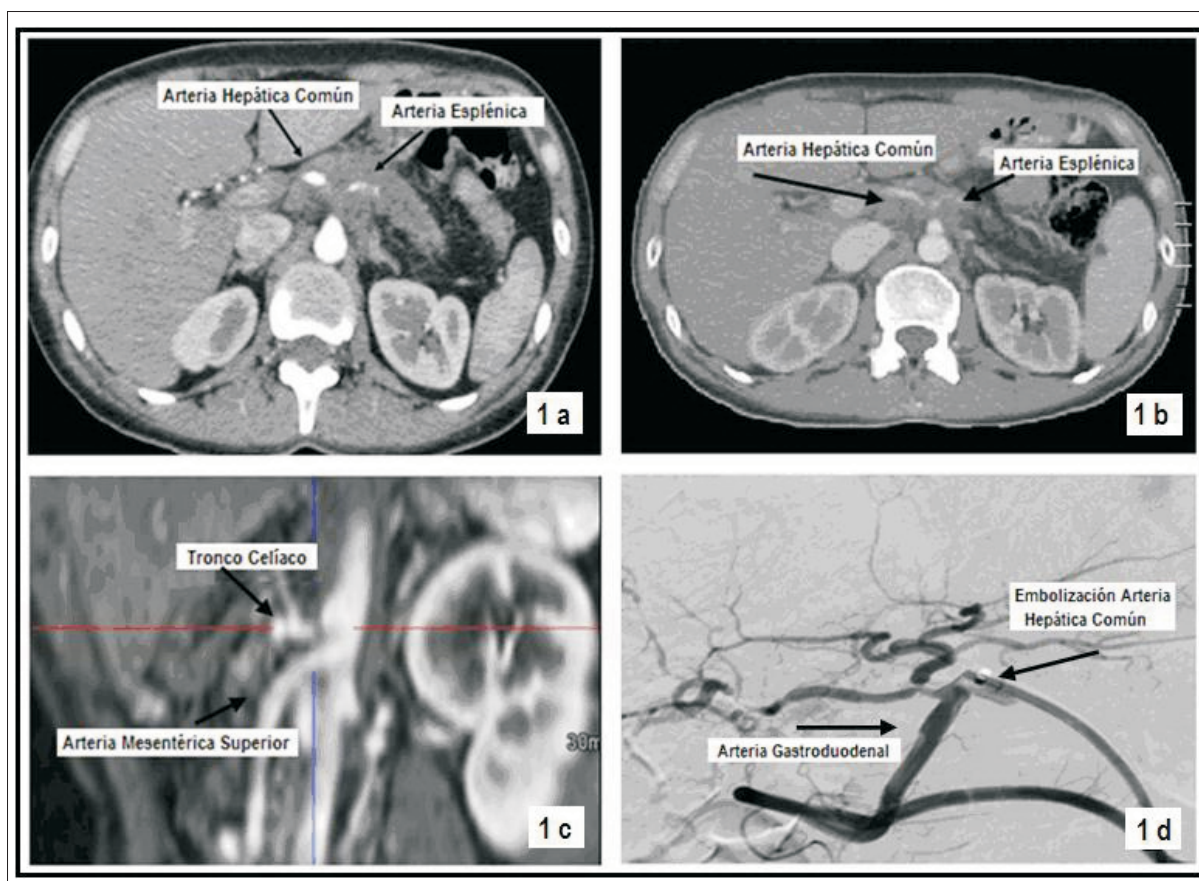 Arteria Hepática Común
Arteria Esplénica
1 a
Arteria Hepática Común
Arteria Esplénica
1 b
Tronco Celíaco
Arteria Mesentérica Superior
30m
1 c
Embolización Arteria
Hepática Común
Arteria Gastroduodenal
1 d